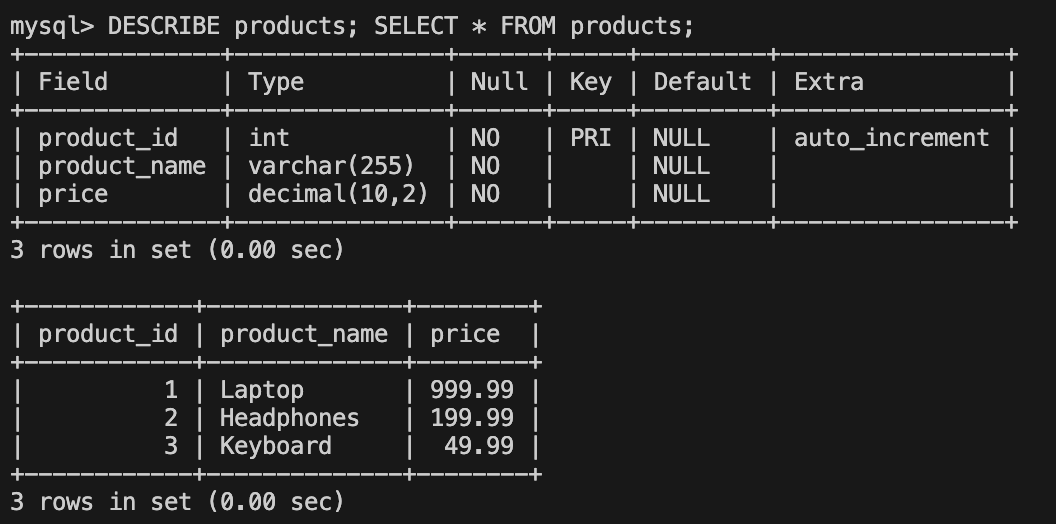 mysql> DESCRIBE products; SELECT * FROM products;
+--------------+---------------+------+-----+---------+----------------+
| Field        | Type          | Null | Key | Default | Extra          |
+--------------+---------------+------+-----+---------+----------------+
| product_id   | int           | NO   | PRI | NULL    | auto_increment |
| product_name | varchar(255)  | NO   |     | NULL    |                |
| price        | decimal(10,2) | NO   |     | NULL    |                |
+--------------+---------------+------+-----+---------+----------------+
3 rows in set (0.00 sec)

+------------+--------------+--------+
| product_id | product_name | price  |
+------------+--------------+--------+
|          1 | Laptop       | 999.99 |
|          2 | Headphones   | 199.99 |
|          3 | Keyboard     |  49.99 |
+------------+--------------+--------+
3 rows in set (0.00 sec)